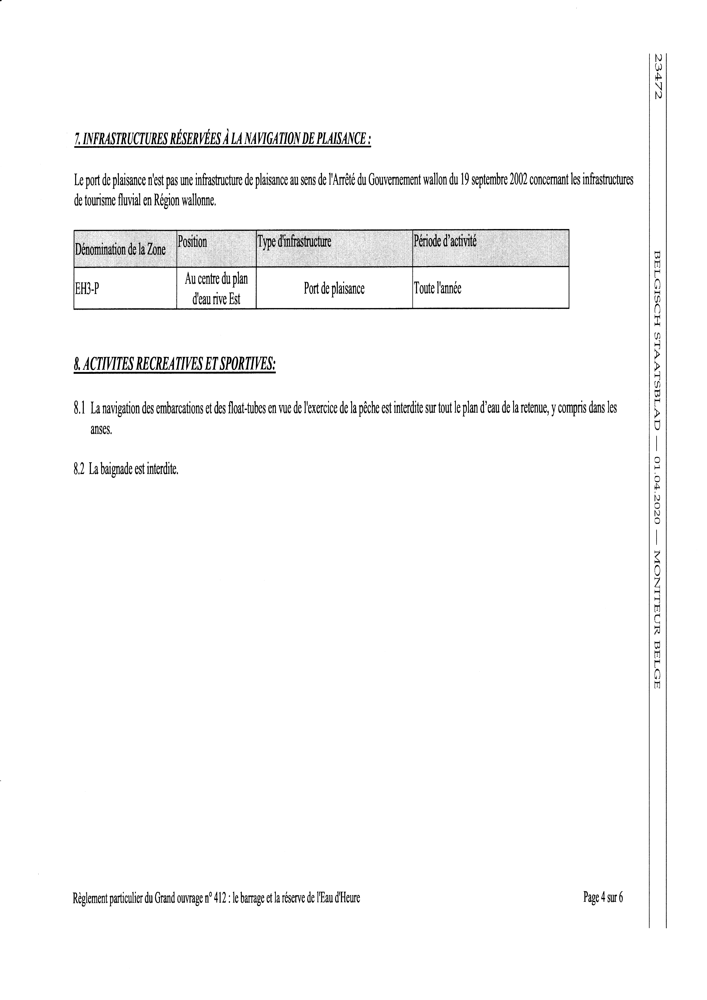 23472
BELGISCH STAATSBLAD — 01.04.2020 — MONITEUR BELGE
7. INFRASTRUCTURES RÉSERVÉES À LA NAVIGATION DE PLAISANCE :
Le port de plaisance n'est pas une infrastructure de plaisance au sens de l'Arrêté du Gouvernement wallon du 19 septembre 2002 concernant les infrastructures
de tourisme fluvial en Région wallonne.
Dénomination de la Zone
Position
Type d'infrastructure
Période d’activité
EH3-P
Au centre du plan
d'eau rive Est
Port de plaisance
Toute l'année
8. ACTIVITES RECREATIVES ET SPORTIVES:
8.1 La navigation des embarcations et des float-tubes en vue de l'exercice de la pêche est interdite sur tout le plan d’eau de la retenue, y compris dans les
anses.
8.2 La baignade est interdite.
Règlement particulier du Grand ouvrage n° 412 : le barrage et la réserve de l'Eau d'Heure
Page 4 sur 6